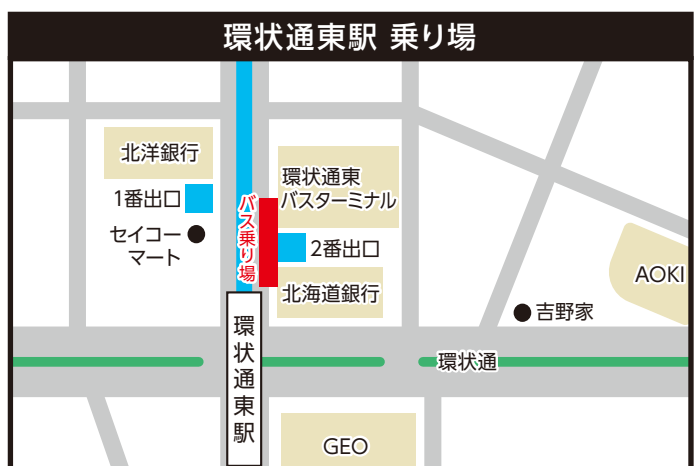 環状通東駅 乗り場
北洋銀行
環状通東
バスターミナル
1番出口
バス乗り場
セイコー
マート
2番出口
北海道銀行
AOKI
吉野家
環状通東駅
環状通
GEO